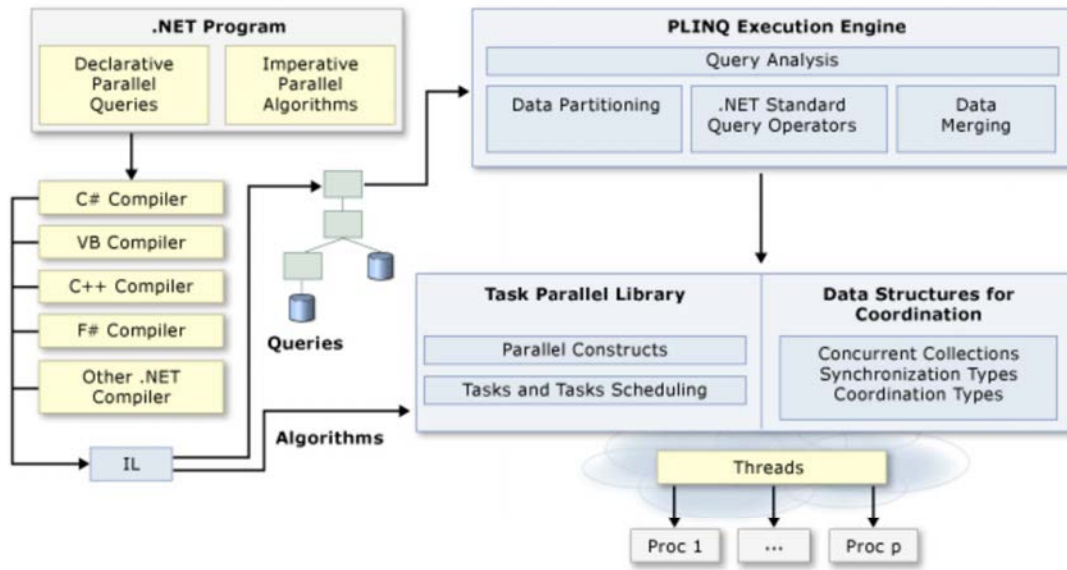 .NET Program
Declarative
Parallel
Queries
Imperative
Parallel
Algorithms
C# Compiler
VB Compiler
C++ Compiler
F# Compiler
Other .NET
Compiler
IL
Queries
Algorithms
PLINQ Execution Engine
Query Analysis
Data Partitioning
.NET Standard
Query Operators
Data
Merging
Task Parallel Library
Parallel Constructs
Tasks and Tasks Scheduling
Data Structures for
Coordination
Concurrent Collections
Synchronization Types
Coordination Types
Threads
Proc 1
...
Proc p